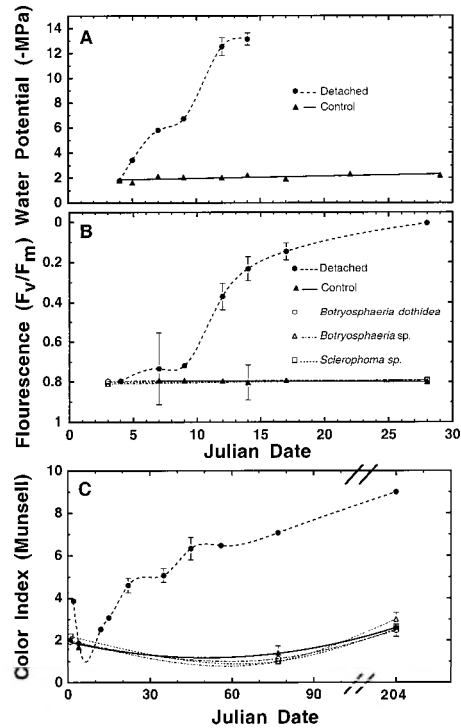 A
Water Potential (-MPa)
14
12
10
8
6
4
2
0
Detached
Control
B
Flourescence (Fv/Fm)
0
0.2
0.4
0.6
0.8
1
Detached
Control
Botryosphaeria dothidea
Botryosphaeria sp.
Sclerophoma sp.
0 5 10 15 20 25 30
Julian Date
C
Color Index (Munsell)
10
8
6
4
2
0
0 30 60 90 204
Julian Date